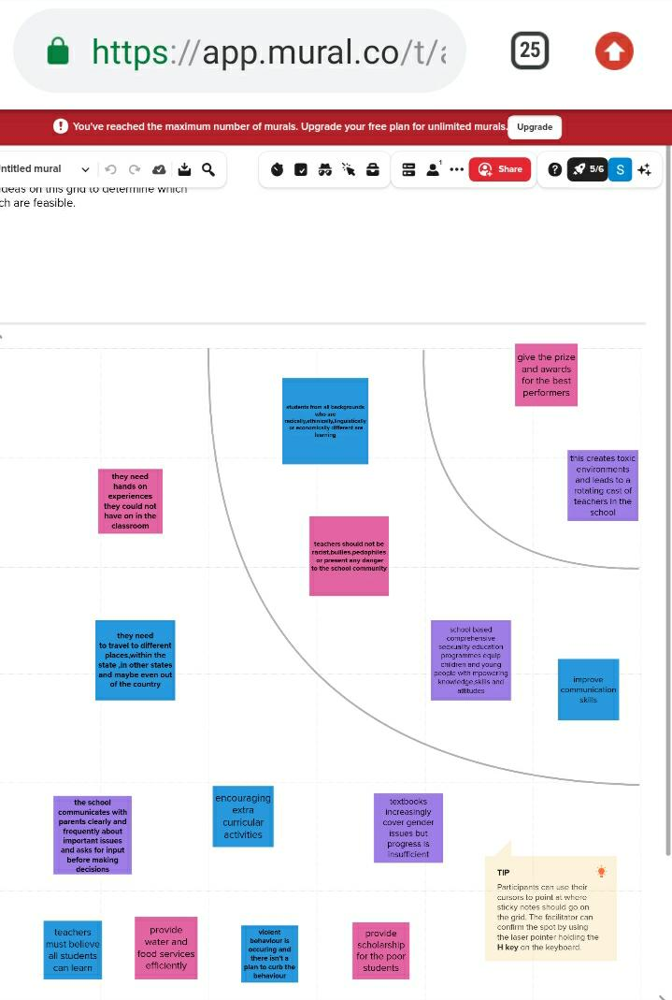 https://app.mural.co/t/
25
You've reached the maximum number of murals. Upgrade your free plan for unlimited murals.
Upgrade
ntitled mural
1
Share
5/6
S
ideas on this grid to determine which
ch are feasible.
give the prize
and awards
for the best
performers
students from all backgrounds
who are
racically,ethinically,linguistically
or economically different are
learning
this creates toxic
environments
and leads to a
rotating cast of
teachers in the
school
they need
hands on
experiences
they could not
have on in the
classroom
teachers should not be
racist,bullies,pedophiles
or present any danger
to the school community
they need
to travel to different
places,within the
state ,in other states
and maybe even out
of the country
school based
comprehensive
seoxuality education
programmes equip
children and young
people with mpowering
knowledge,skills and
attitudes
improve
communication
skills
the school
communicates with
parents clearly and
frequently about
important issues
and asks for input
before making
decisions
encouraging
extra
curricular
activities
textbooks
increasingly
cover gender
issues but
progress is
insufficient
TIP
Participants can use their
cursors to point at where
sticky notes should go on
the grid. The facilitator can
confirm the spot by using
the laser pointer holding the
H key on the keyboard.
teachers
must believe
all students
can learn
provide
water and
food services
efficiently
violent
behaviour is
occuring and
there isn't a
plan to curb the
behaviour
provide
scholarship
for the poor
students